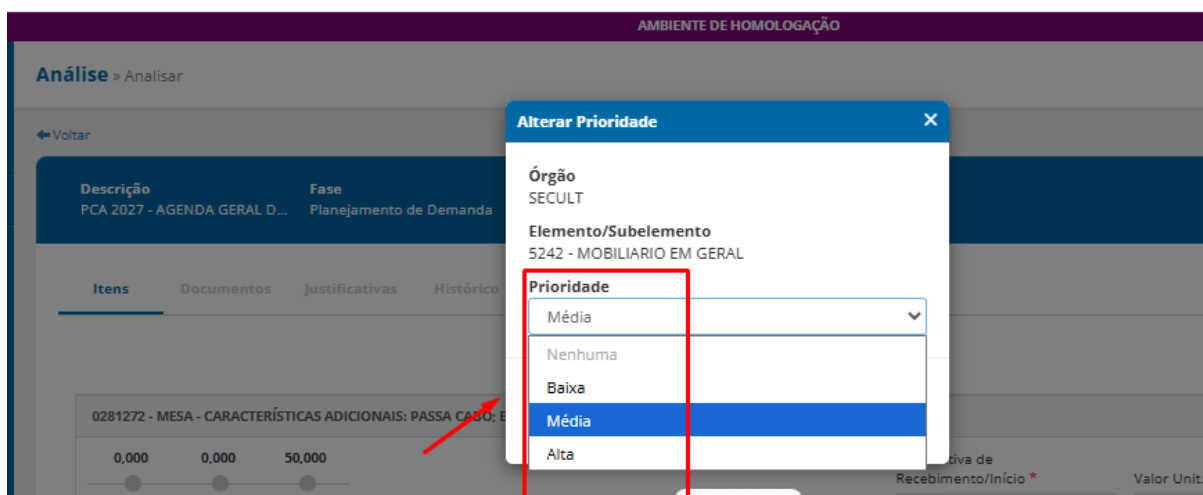 AMBIENTE DE HOMOLOGAÇÃO
Análise » Analisar
Voltar
Alterar Prioridade ×
Órgão
SECULT
Elemento/Subelemento
5242 - MOBILIARIO EM GERAL
Prioridade
Média
Nenhuma
Baixa
Média
Alta
Descrição Fase
PCA 2027 - AGENDA GERAL D... Planejamento de Demanda
Itens Documentos Justificativas Histórico
0281272 - MESA - CARACTERÍSTICAS ADICIONAIS: PASSA CABO;
0,000 0,000 50,000
Recebimento/Início * Valor Unit